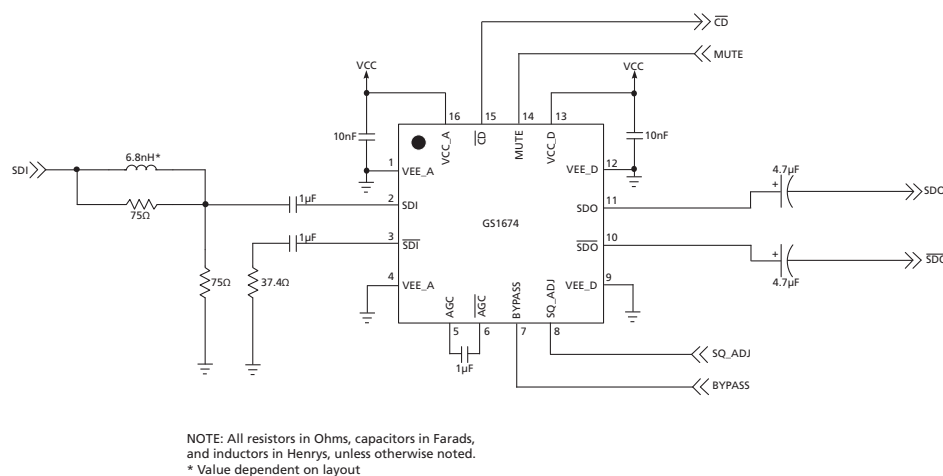 CD
MUTE
VCC
VCC
16
15
14
13
10nF
10nF
VCC_A
CD
MUTE
VCC_D
6.8nH*
SDI
1
VEE_A
VEE_D
12
75Ω
1µF
2
SDI
GS1674
SDO
11
4.7µF
SDO
1µF
3
SDI
SDO
10
4.7µF
SDO
75Ω
37.4Ω
4
VEE_A
VEE_D
9
AGC
AGC
BYPASS
SQ_ADJ
5
6
7
8
1µF
SQ_ADJ
BYPASS
NOTE: All resistors in Ohms, capacitors in Farads,
and inductors in Henrys, unless otherwise noted.
* Value dependent on layout